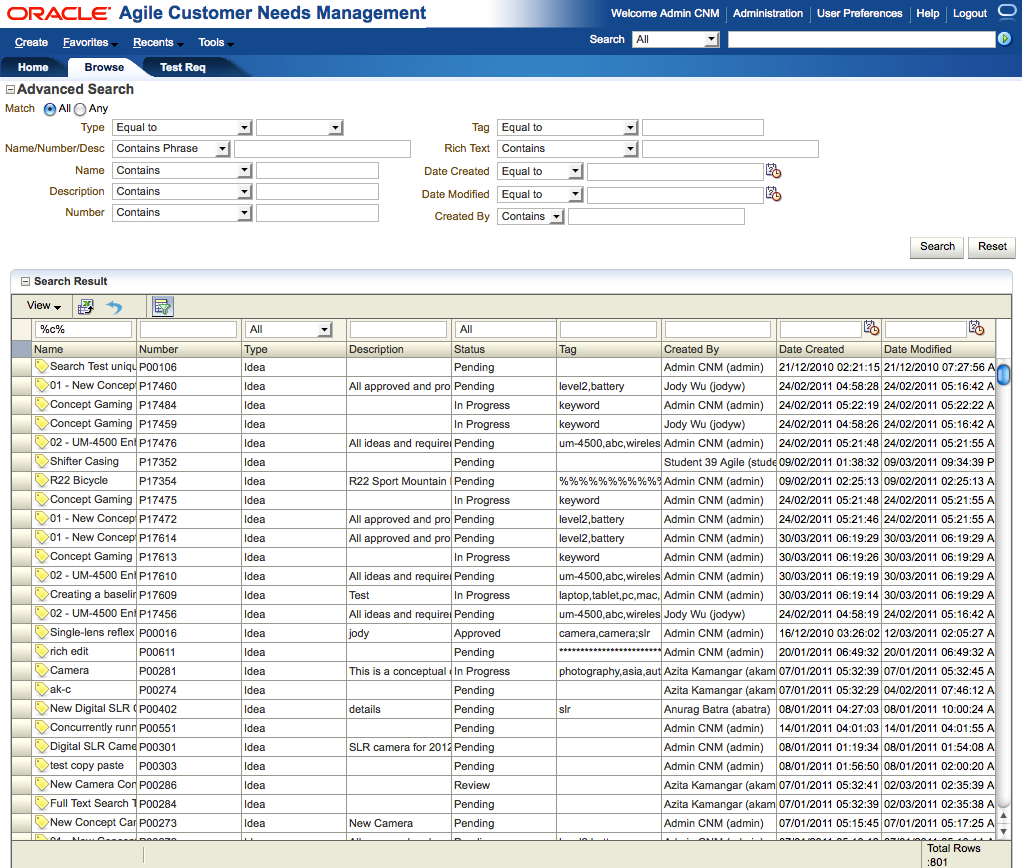 ORACLE Agile Customer Needs Management Welcome Admin CNM Administration User Preferences Help Logout
Create Favorites Recents Tools Search All
Home Browse Test Req
Advanced Search
Match All Any
Type Equal to Tag Equal to
Name/Number/Desc Contains Phrase Rich Text Contains
Name Contains Date Created Equal to
Description Contains Date Modified Equal to
Number Contains Created By Contains
Search Reset
Search Result
View
%c% All All
Name Number Type Description Status Tag Created By Date Created Date Modified
Search Test uniqu P00106 Idea Pending Admin CNM (admin) 21/12/2010 02:21:15 21/12/2010 07:27:56 A
01 - New Concept P17460 Idea All approved and pro Pending level2,battery Jody Wu (jodyw) 24/02/2011 04:58:28 24/02/2011 05:16:42 A
Concept Gaming P17484 Idea In Progress keyword Admin CNM (admin) 24/02/2011 05:22:19 24/02/2011 05:22:22 A
Concept Gaming P17459 Idea In Progress keyword Jody Wu (jodyw) 24/02/2011 04:58:26 24/02/2011 05:16:42 A
02 - UM-4500 Enh P17476 Idea All ideas and requirem Pending um-4500,abc,wireles Admin CNM (admin) 24/02/2011 05:21:48 24/02/2011 05:21:55 A
Shifter Casing P17352 Idea Pending Student 39 Agile (stude 09/02/2011 01:38:32 09/03/2011 09:34:39 P
R22 Bicycle P17354 Idea R22 Sport Mountain Pending %%%%%%%%%%% Admin CNM (admin) 09/02/2011 02:25:13 09/02/2011 02:25:13 A
Concept Gaming P17475 Idea In Progress keyword Admin CNM (admin) 24/02/2011 05:21:48 24/02/2011 05:21:55 A
01 - New Concept P17472 Idea All approved and pro Pending level2,battery Admin CNM (admin) 24/02/2011 05:21:46 24/02/2011 05:21:55 A
01 - New Concept P17614 Idea All approved and pro Pending level2,battery Admin CNM (admin) 30/03/2011 06:19:29 30/03/2011 06:19:29 A
Concept Gaming P17613 Idea In Progress keyword Admin CNM (admin) 30/03/2011 06:19:26 30/03/2011 06:19:29 A
02 - UM-4500 Enh P17610 Idea All ideas and requirem Pending um-4500,abc,wireles Admin CNM (admin) 30/03/2011 06:19:19 30/03/2011 06:19:29 A
Creating a baselin P17609 Idea Test In Progress laptop,tablet,pc,mac, Admin CNM (admin) 30/03/2011 06:19:14 30/03/2011 06:19:29 A
02 - UM-4500 Enh P17456 Idea All ideas and requirem Pending um-4500,abc,wireles Jody Wu (jodyw) 24/02/2011 04:58:19 24/02/2011 05:16:42 A
Single-lens reflex P00016 Idea jody Approved camera,camera;slr Admin CNM (admin) 16/12/2010 03:26:02 12/03/2011 02:05:27 A
rich edit P00611 Idea Pending ************************ Admin CNM (admin) 20/01/2011 06:49:32 20/01/2011 06:49:32 A
Camera P00281 Idea This is a conceptual In Progress photography,asia,aut Azita Kamangar (akam 07/01/2011 05:32:39 07/01/2011 05:32:45 A
ak-c P00274 Idea Pending Azita Kamangar (akam 07/01/2011 05:32:29 04/02/2011 07:46:12 A
New Digital SLR C P00402 Idea details Pending slr Anurag Batra (abatra) 08/01/2011 04:27:03 08/01/2011 10:00:24 A
Concurrently runn P00551 Idea Pending Admin CNM (admin) 14/01/2011 04:01:03 14/01/2011 04:01:55 A
Digital SLR Came P00301 Idea SLR camera for 2012 Pending Admin CNM (admin) 08/01/2011 01:19:34 08/01/2011 01:54:08 A
test copy paste P00303 Idea Pending Admin CNM (admin) 08/01/2011 01:56:50 08/01/2011 02:00:20 A
New Camera Con P00286 Idea Review Azita Kamangar (akam 07/01/2011 05:32:41 02/03/2011 02:35:39 A
Full Text Search T P00284 Idea Pending Azita Kamangar (akam 07/01/2011 05:32:39 02/03/2011 02:35:38 A
New Concept Car P00273 Idea New Camera Pending Admin CNM (admin) 07/01/2011 05:15:45 07/01/2011 05:17:25 A
Total Rows
:801